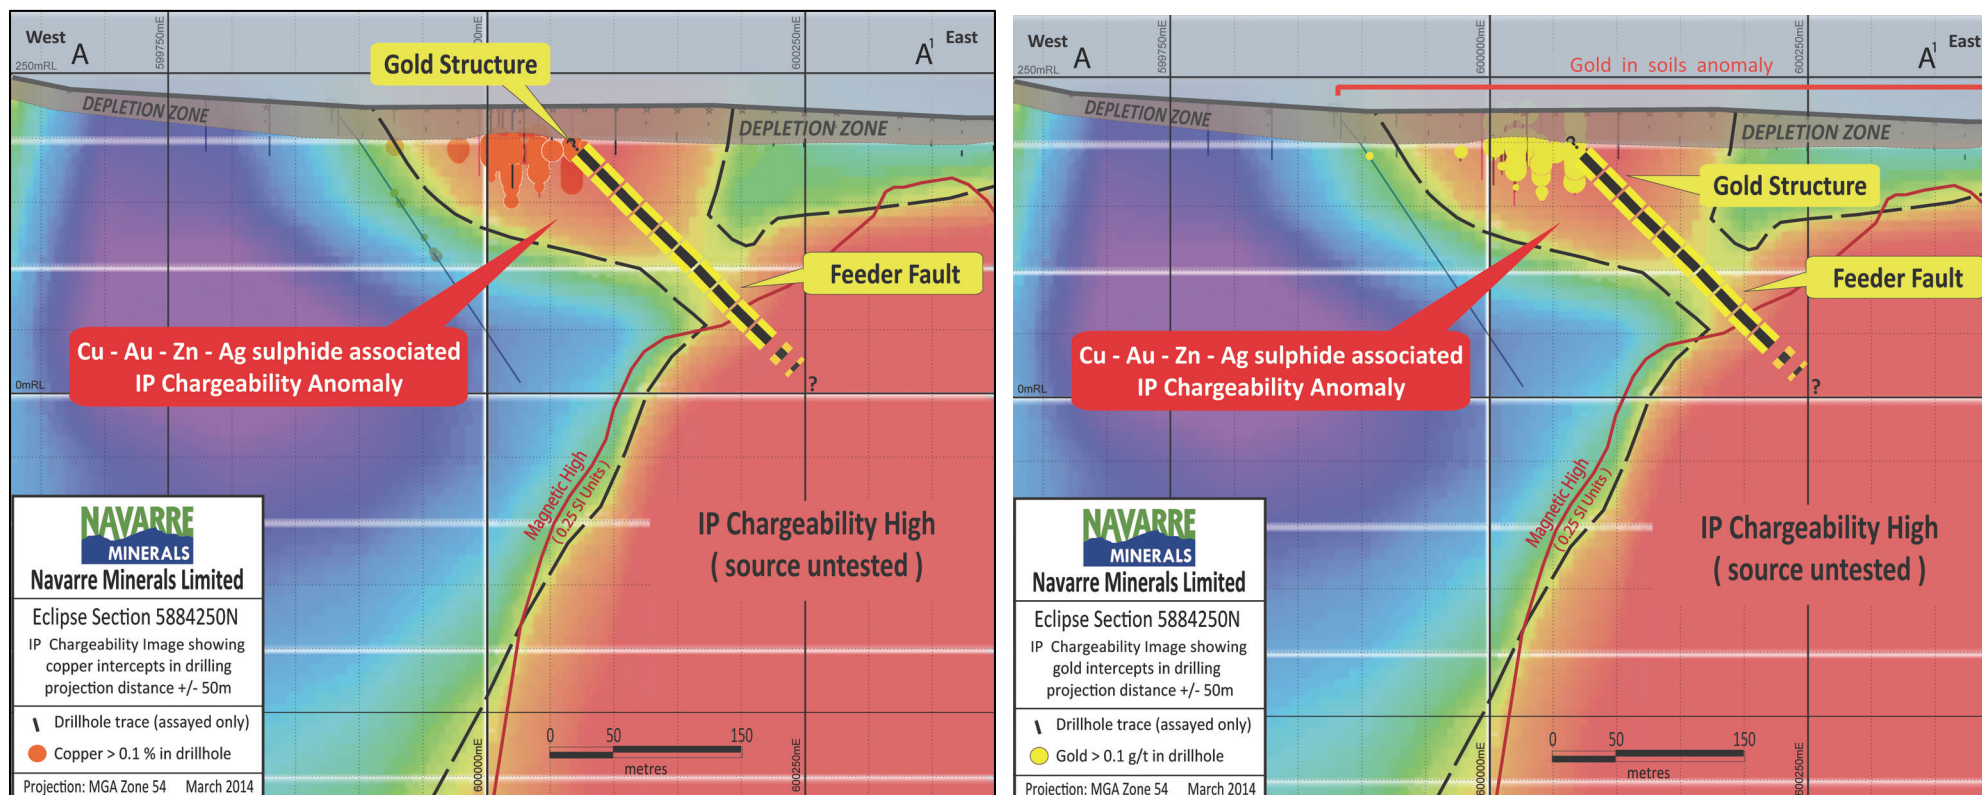 West
A
599750mE
600000mE
600250mE
A1
East
250mRL
Gold Structure
DEPLETION ZONE
DEPLETION ZONE
?
Feeder Fault
Cu - Au - Zn - Ag sulphide associated
IP Chargeability Anomaly
0mRL
?
Magnetic High
( 0.25 SI Units )
IP Chargeability High
( source untested )
NAVARRE
MINERALS
Navarre Minerals Limited
Eclipse Section 5884250N
IP Chargeability Image showing
copper intercepts in drilling
projection distance +/- 50m
Drillhole trace (assayed only)
Copper > 0.1 % in drillhole
Projection: MGA Zone 54 March 2014
600000mE
600250mE
0 50 150
metres
West
A
599750mE
600000mE
600250mE
A1
East
250mRL
Gold in soils anomaly
DEPLETION ZONE
DEPLETION ZONE
?
Gold Structure
Feeder Fault
Cu - Au - Zn - Ag sulphide associated
IP Chargeability Anomaly
0mRL
?
Magnetic High
( 0.25 SI Units )
IP Chargeability High
( source untested )
NAVARRE
MINERALS
Navarre Minerals Limited
Eclipse Section 5884250N
IP Chargeability Image showing
gold intercepts in drilling
projection distance +/- 50m
Drillhole trace (assayed only)
Gold > 0.1 g/t in drillhole
Projection: MGA Zone 54 March 2014
600000mE
600250mE
0 50 150
metres